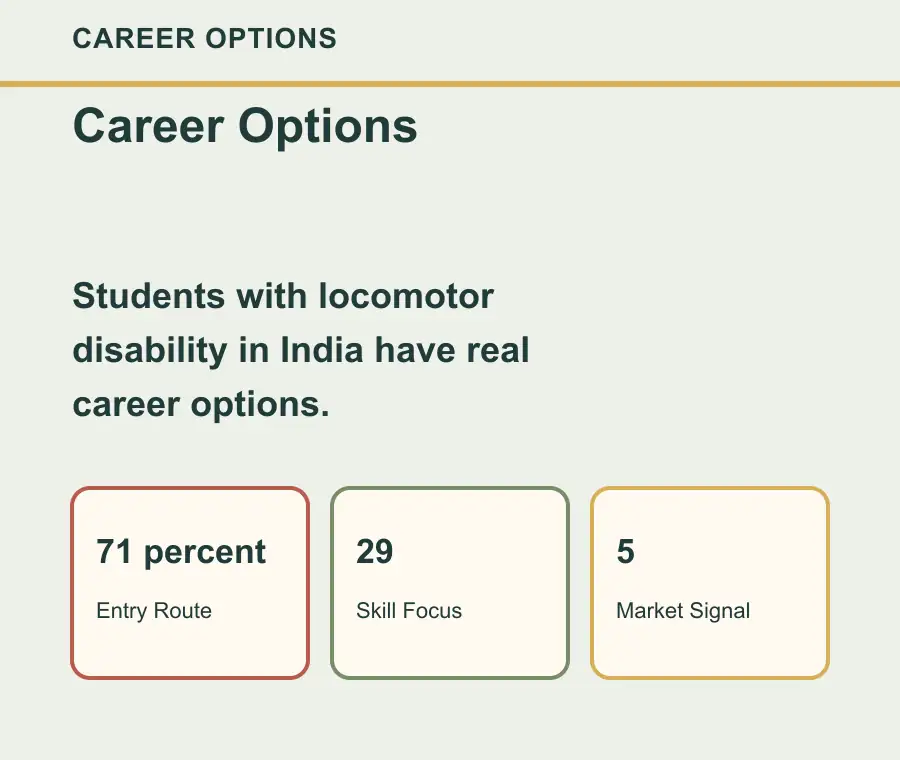 CAREER OPTIONS
Career Options
Students with locomotor
disability in India have real
career options.
71 percent
Entry Route
29
Skill Focus
5
Market Signal